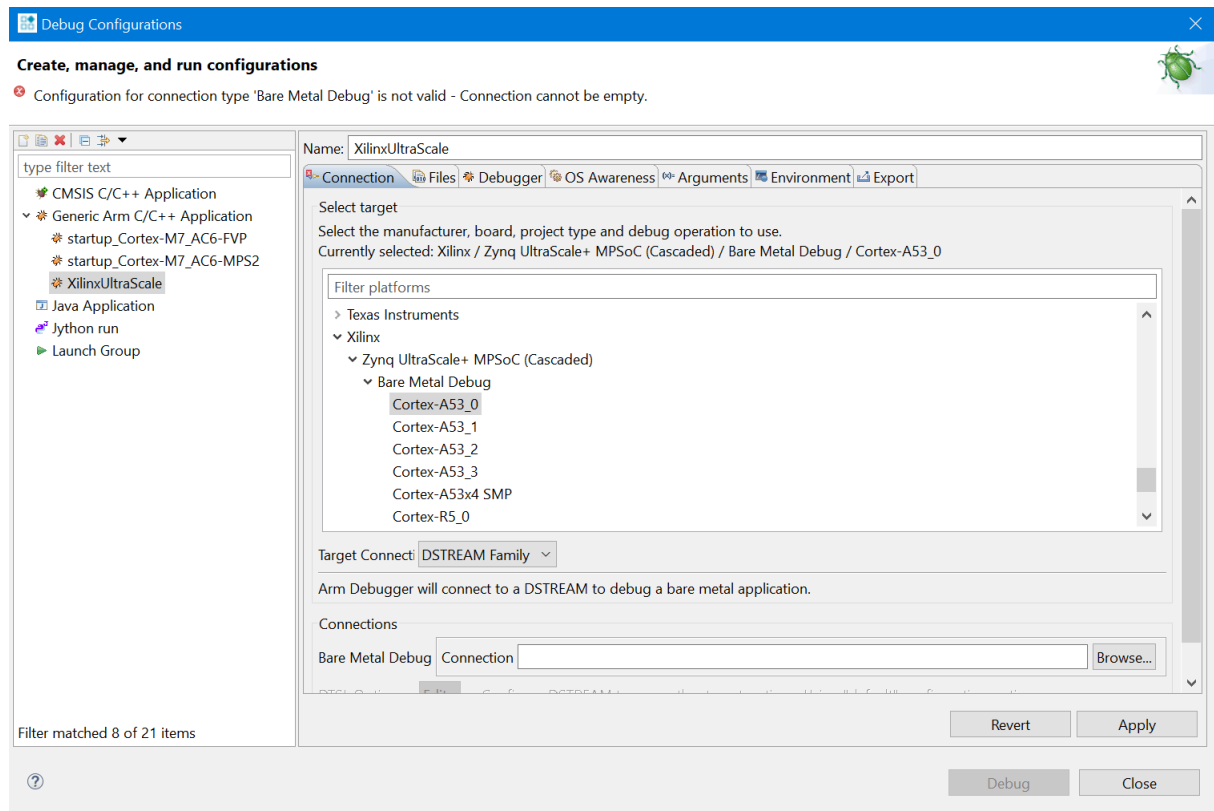 Debug Configurations
Create, manage, and run configurations
Configuration for connection type 'Bare Metal Debug' is not valid - Connection cannot be empty.
type filter text
CMSIS C/C++ Application
Generic Arm C/C++ Application
startup_Cortex-M7_AC6-FVP
startup_Cortex-M7_AC6-MPS2
XilinxUltraScale
Java Application
Jython run
Launch Group
Filter matched 8 of 21 items
Name: XilinxUltraScale
Connection Files Debugger OS Awareness Arguments Environment Export
Select target
Select the manufacturer, board, project type and debug operation to use.
Currently selected: Xilinx / Zynq UltraScale+ MPSoC (Cascaded) / Bare Metal Debug / Cortex-A53_0
Filter platforms
Texas Instruments
Xilinx
Zynq UltraScale+ MPSoC (Cascaded)
Bare Metal Debug
Cortex-A53_0
Cortex-A53_1
Cortex-A53_2
Cortex-A53_3
Cortex-A53x4 SMP
Cortex-R5_0
Target Connecti DSTREAM Family
Arm Debugger will connect to a DSTREAM to debug a bare metal application.
Connections
Bare Metal Debug Connection Browse...
Revert Apply
Debug Close